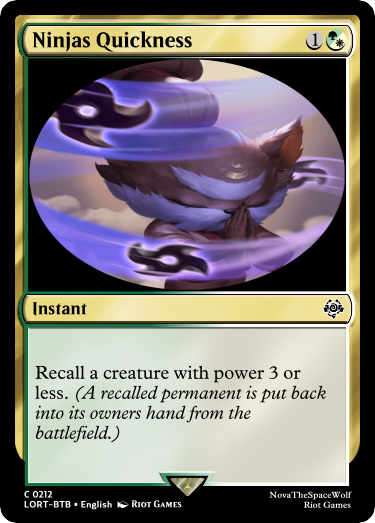 Ninjas Quickness 1
Instant
Recall a creature with power 3 or
less. (A recalled permanent is put back
into its owners hand from the
battlefield.)
C 0212
LORT-BTB • English RIOT GAMES
NovaTheSpaceWolf
Riot Games